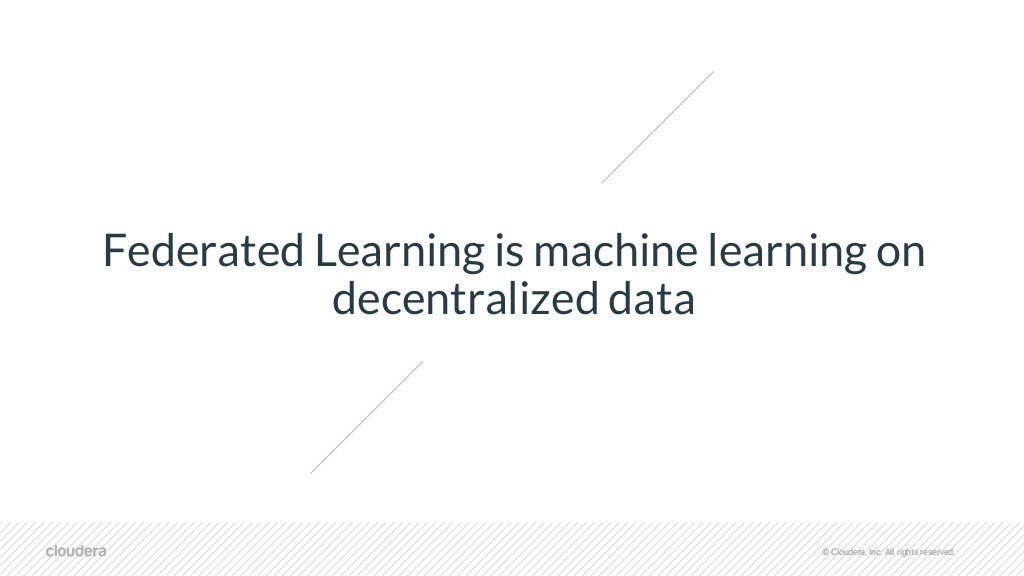 Federated Learning is machine learning on
decentralized data
cloudera
© Cloudera, Inc. All rights reserved.